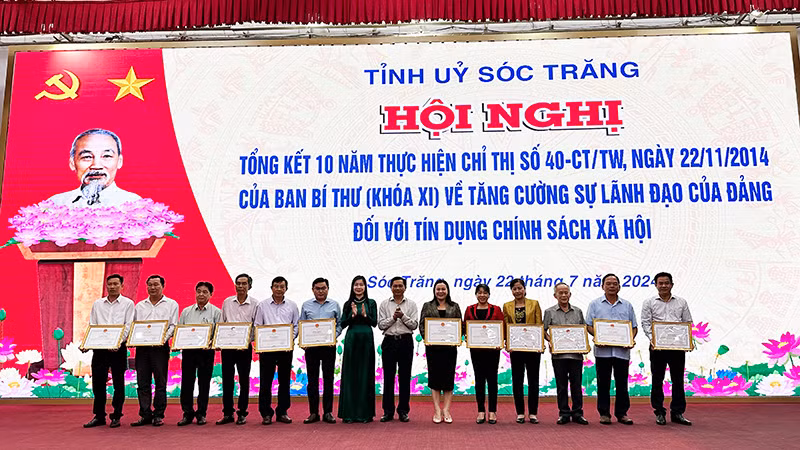 TỈNH UỶ SÓC TRĂNG
HỘI NGHỊ
TỔNG KẾT 10 NĂM THỰC HIỆN CHỈ THỊ SỐ 40-CT/TW, NGÀY 22/11/2014
CỦA BAN BÍ THƯ (KHÓA XI) VỀ TĂNG CƯỜNG SỰ LÃNH ĐẠO CỦA ĐẢNG
ĐỐI VỚI TÍN DỤNG CHÍNH SÁCH XÃ HỘI
Sóc Trăng, ngày 22 tháng 7 năm 2024